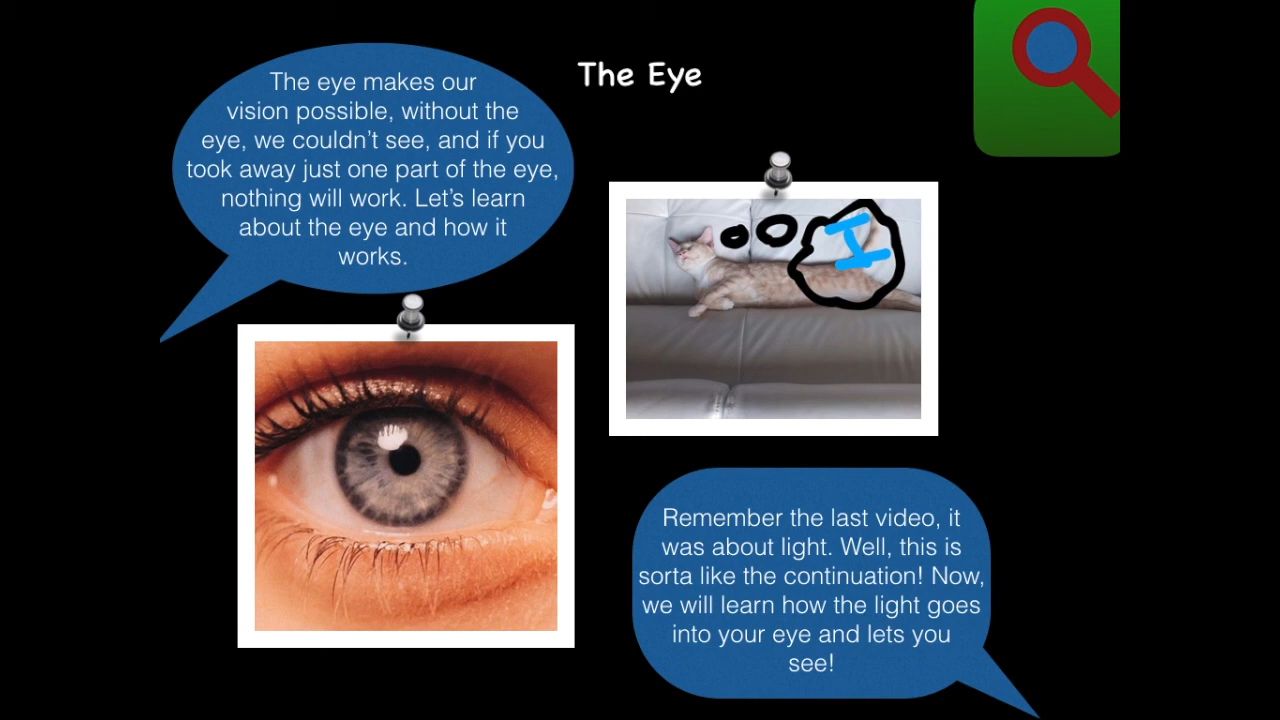 The Eye
The eye makes our
vision possible, without the
eye, we couldn't see, and if you
took away just one part of the eye,
nothing will work. Let's learn
about the eye and how it
works.
I
Remember the last video, it
was about light. Well, this is
sorta like the continuation! Now,
we will learn how the light goes
into your eye and lets you
see!